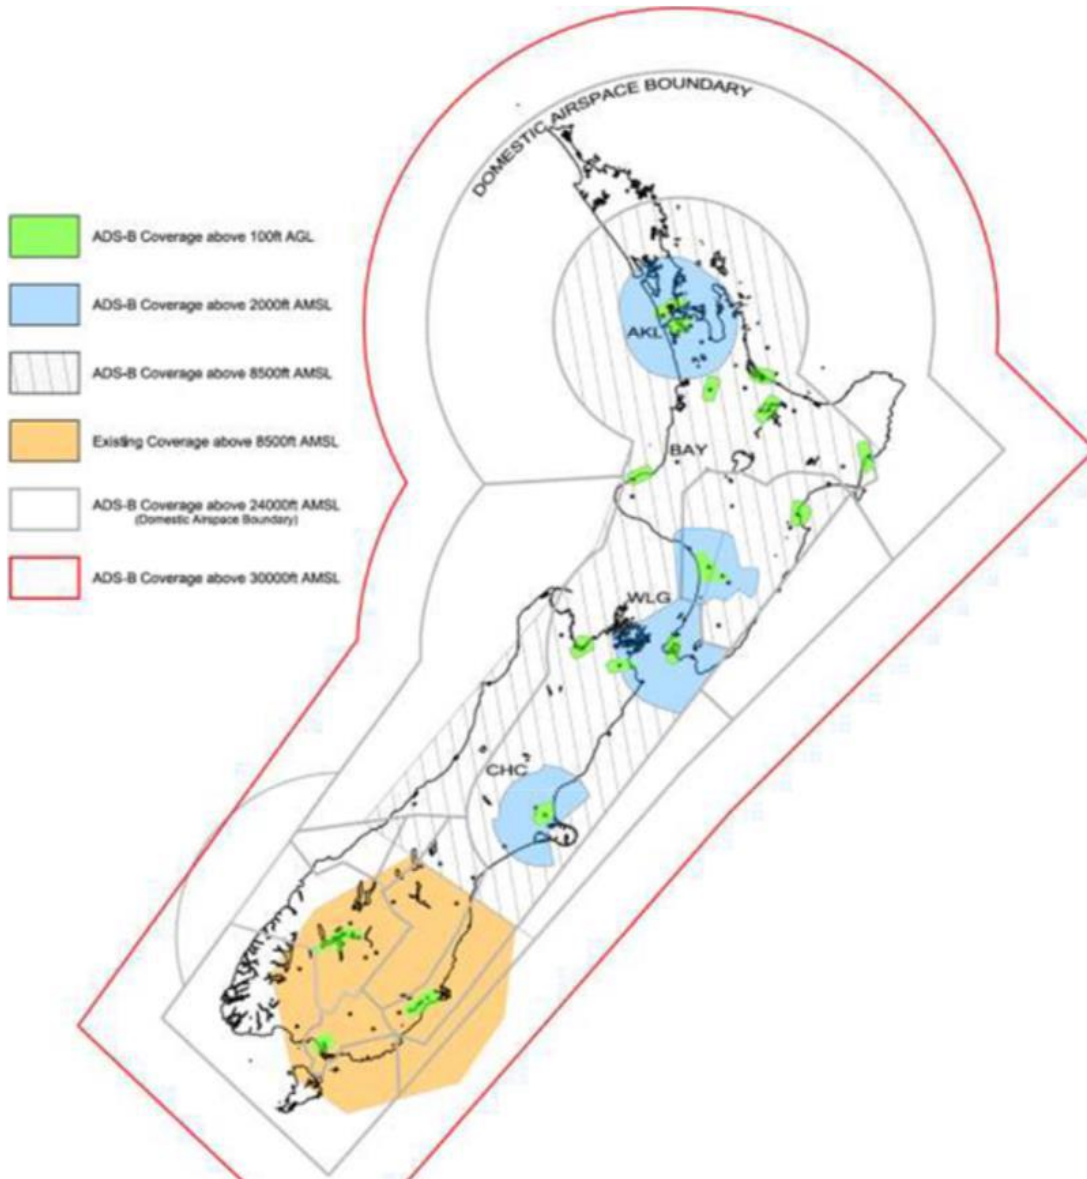 DOMESTIC AIRSPACE BOUNDARY
ADS-B Coverage above 100ft AGL
ADS-B Coverage above 2000ft AMSL
AKL
ADS-B Coverage above 8500ft AMSL
Existing Coverage above 8500ft AMSL
BAY
ADS-B Coverage above 24000ft AMSL
(Domestic Airspace Boundary)
ADS-B Coverage above 30000ft AMSL
WLG
CHC